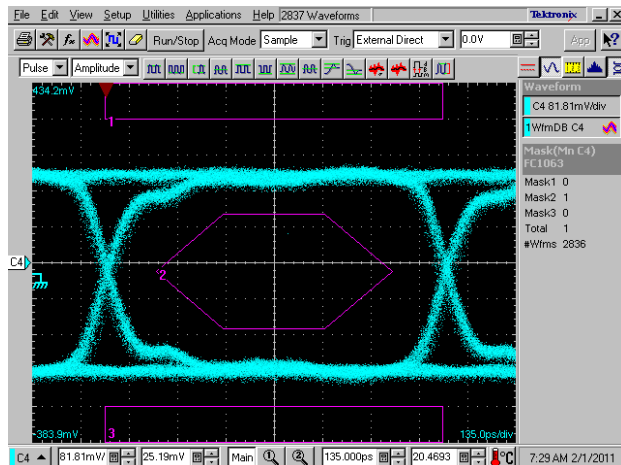 File Edit View Setup Utilities Applications Help 2837 Waveforms Tektronix
Run/Stop Acq Mode Sample Trig External Direct 0.0V App
Pulse Amplitude
434.2mV
1
Waveform
C4 81.81mV/div
1WfmDB C4
Mask(Mn C4)
FC1063
Mask1 0
Mask2 1
Mask3 0
Total 1
#Wfms 2836
C4
2
3
-383.9mV
135.0ps/div
C4 81.81mV/ 25.19mV Main 135.000ps 20.4693 °C 7:29 AM 2/1/2011